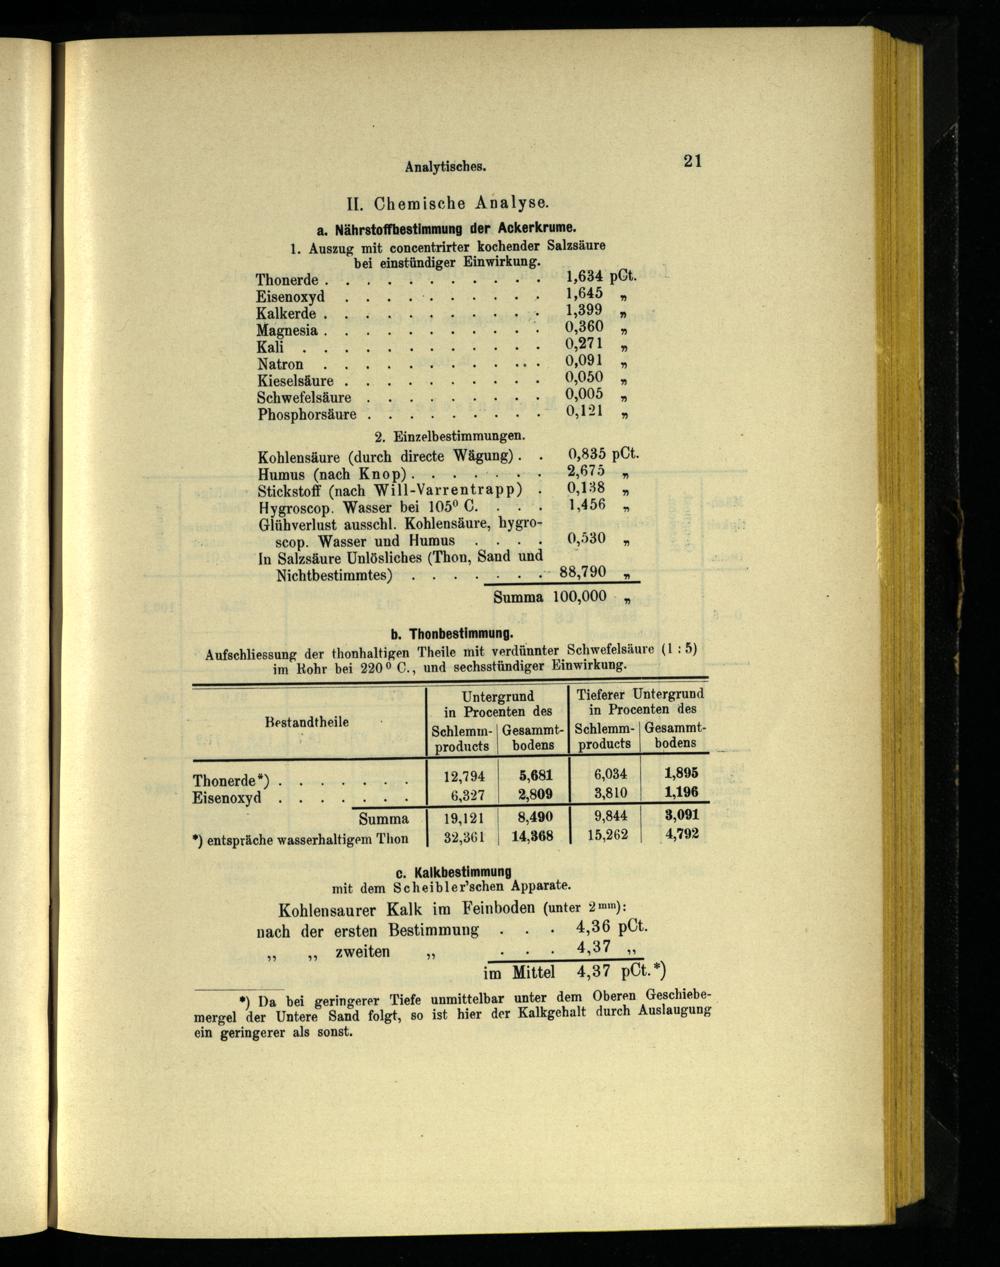 Analytisches.
21
II. Chemische Analyse.
a. Nährstoffbestimmung der Ackerkrume.
1. Auszug mit concentrirter kochender Salzsäure
bei einstündiger Einwirkung.
Thonerde . . . . . . . . . . . 1,634 pCt.
Eisenoxyd . . . . . . . . . . 1,645 „
Kalkerde . . . . . . . . . . . 1,399 „
Magnesia . . . . . . . . . . . 0,360 „
Kali . . . . . . . . . . . . 0,271 „
Natron . . . . . . . . . . . 0,091 „
Kieselsäure . . . . . . . . . . 0,050 „
Schwefelsäure . . . . . . . . . 0,005 „
Phosphorsäure . . . . . . . . . 0,121 „
2. Einzelbestimmungen.
Kohlensäure (durch directe Wägung) . . 0,835 pCt.
Humus (nach Knop) . . . . . . . 2,675 „
Stickstoff (nach Will-Varrentrapp) . 0,138 „
Hygroscop. Wasser bei 105° C. . . . 1,456 „
Glühverlust ausschl. Kohlensäure, hygro-
scop. Wasser und Humus . . . . 0,530 „
In Salzsäure Unlösliches (Thon, Sand und
Nichtbestimmtes) . . . . . . . 88,790 „
Summa 100,000 „
b. Thonbestimmung.
Aufschliessung der thonhaltigen Theile mit verdünnter Schwefelsäure (1 : 5)
im Rohr bei 220° C., und sechsstündiger Einwirkung.
Bestandtheile
Untergrund
in Procenten des
Schlemm-
products
Gesammt-
bodens
Tieferer Untergrund
in Procenten des
Schlemm-
products
Gesammt-
bodens
Thonerde*) . . . . . . . 12,794 5,681 6,034 1,895
Eisenoxyd . . . . . . . 6,327 2,809 3,810 1,196
Summa 19,121 8,490 9,844 3,091
*) entspräche wasserhaltigem Thon 32,361 14,368 15,262 4,792
c. Kalkbestimmung
mit dem Scheibler'schen Apparate.
Kohlensaurer Kalk im Feinboden (unter 2mm):
nach der ersten Bestimmung . . . 4,36 pCt.
„ „ zweiten „ . . . 4,37 „
im Mittel 4,37 pCt.*)
*) Da bei geringerer Tiefe unmittelbar unter dem Oberen Geschiebe-
mergel der Untere Sand folgt, so ist hier der Kalkgehalt durch Auslaugung
ein geringerer als sonst.